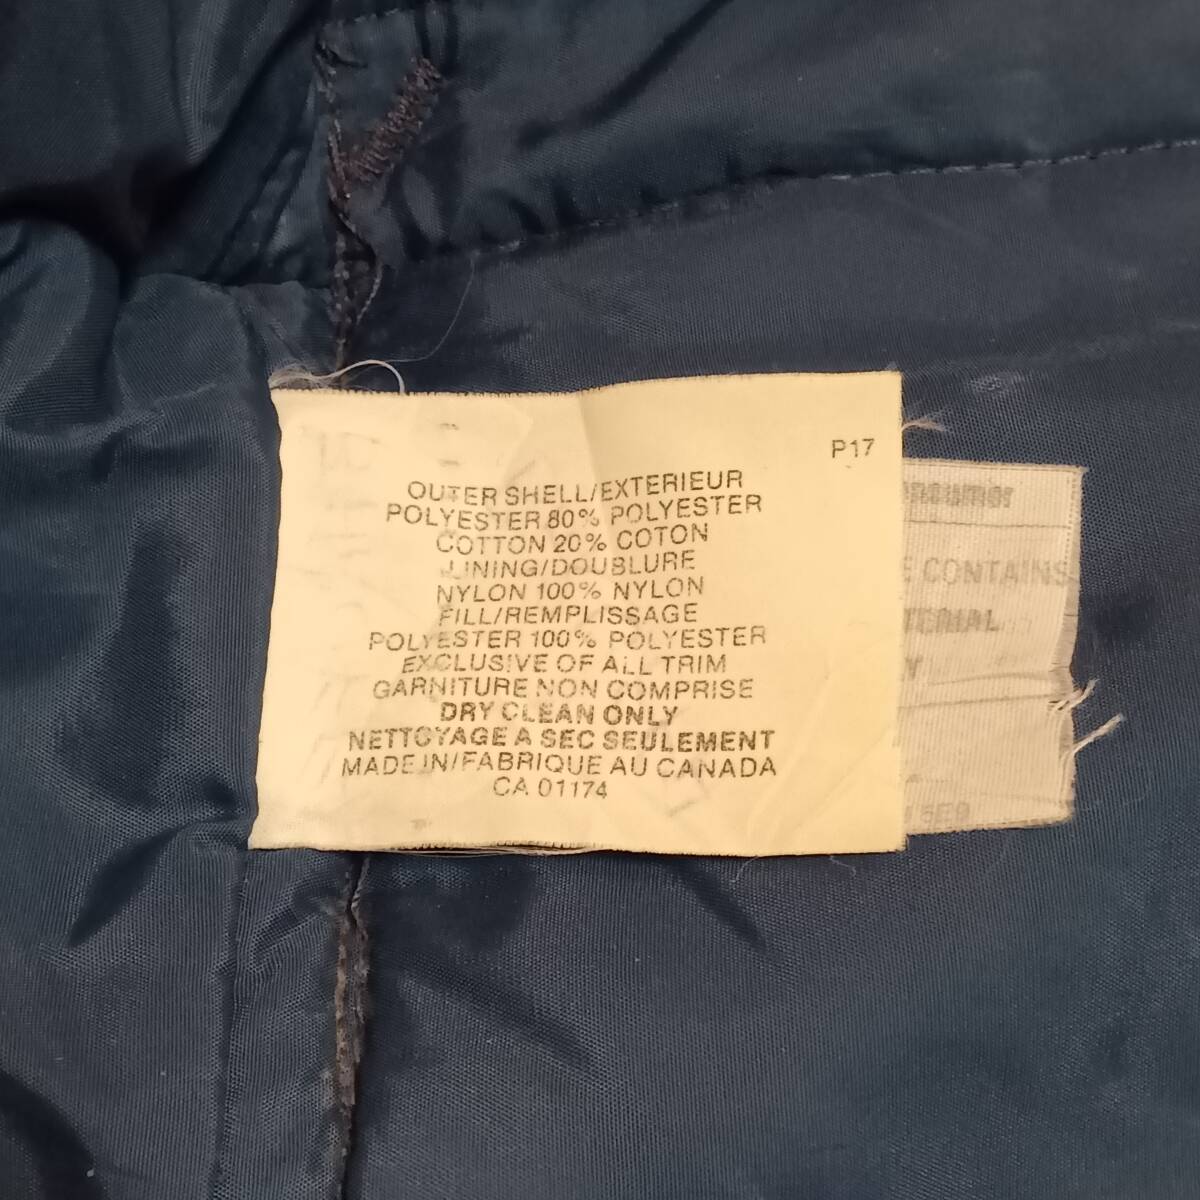 P17
OUTER SHELL/EXTERIEUR
POLYESTER 80% POLYESTER
COTTON 20% COTON
LINING/DOUBLURE
NYLON 100% NYLON
FILL/REMPLISSAGE
POLYESTER 100% POLYESTER
EXCLUSIVE OF ALL TRIM
GARNITURE NON COMPRISE
DRY CLEAN ONLY
NETTOYAGE A SEC SEULEMENT
MADE IN/FABRIQUE AU CANADA
CA 01174
CONTAINS